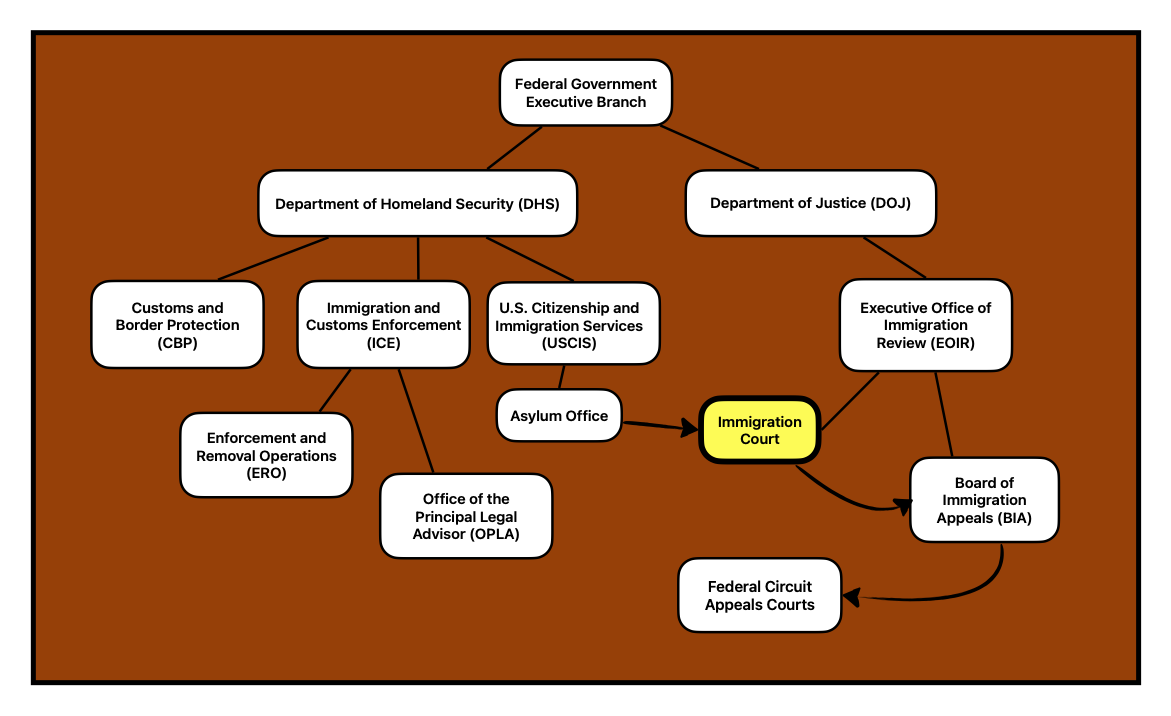 Federal Government
Executive Branch
Department of Homeland Security (DHS)
Department of Justice (DOJ)
Customs and
Border Protection
(CBP)
Immigration and
Customs Enforcement
(ICE)
U.S. Citizenship and
Immigration Services
(USCIS)
Executive Office of
Immigration
Review (EOIR)
Asylum Office
Immigration
Court
Enforcement and
Removal Operations
(ERO)
Office of the
Principal Legal
Advisor (OPLA)
Board of
Immigration
Appeals (BIA)
Federal Circuit
Appeals Courts